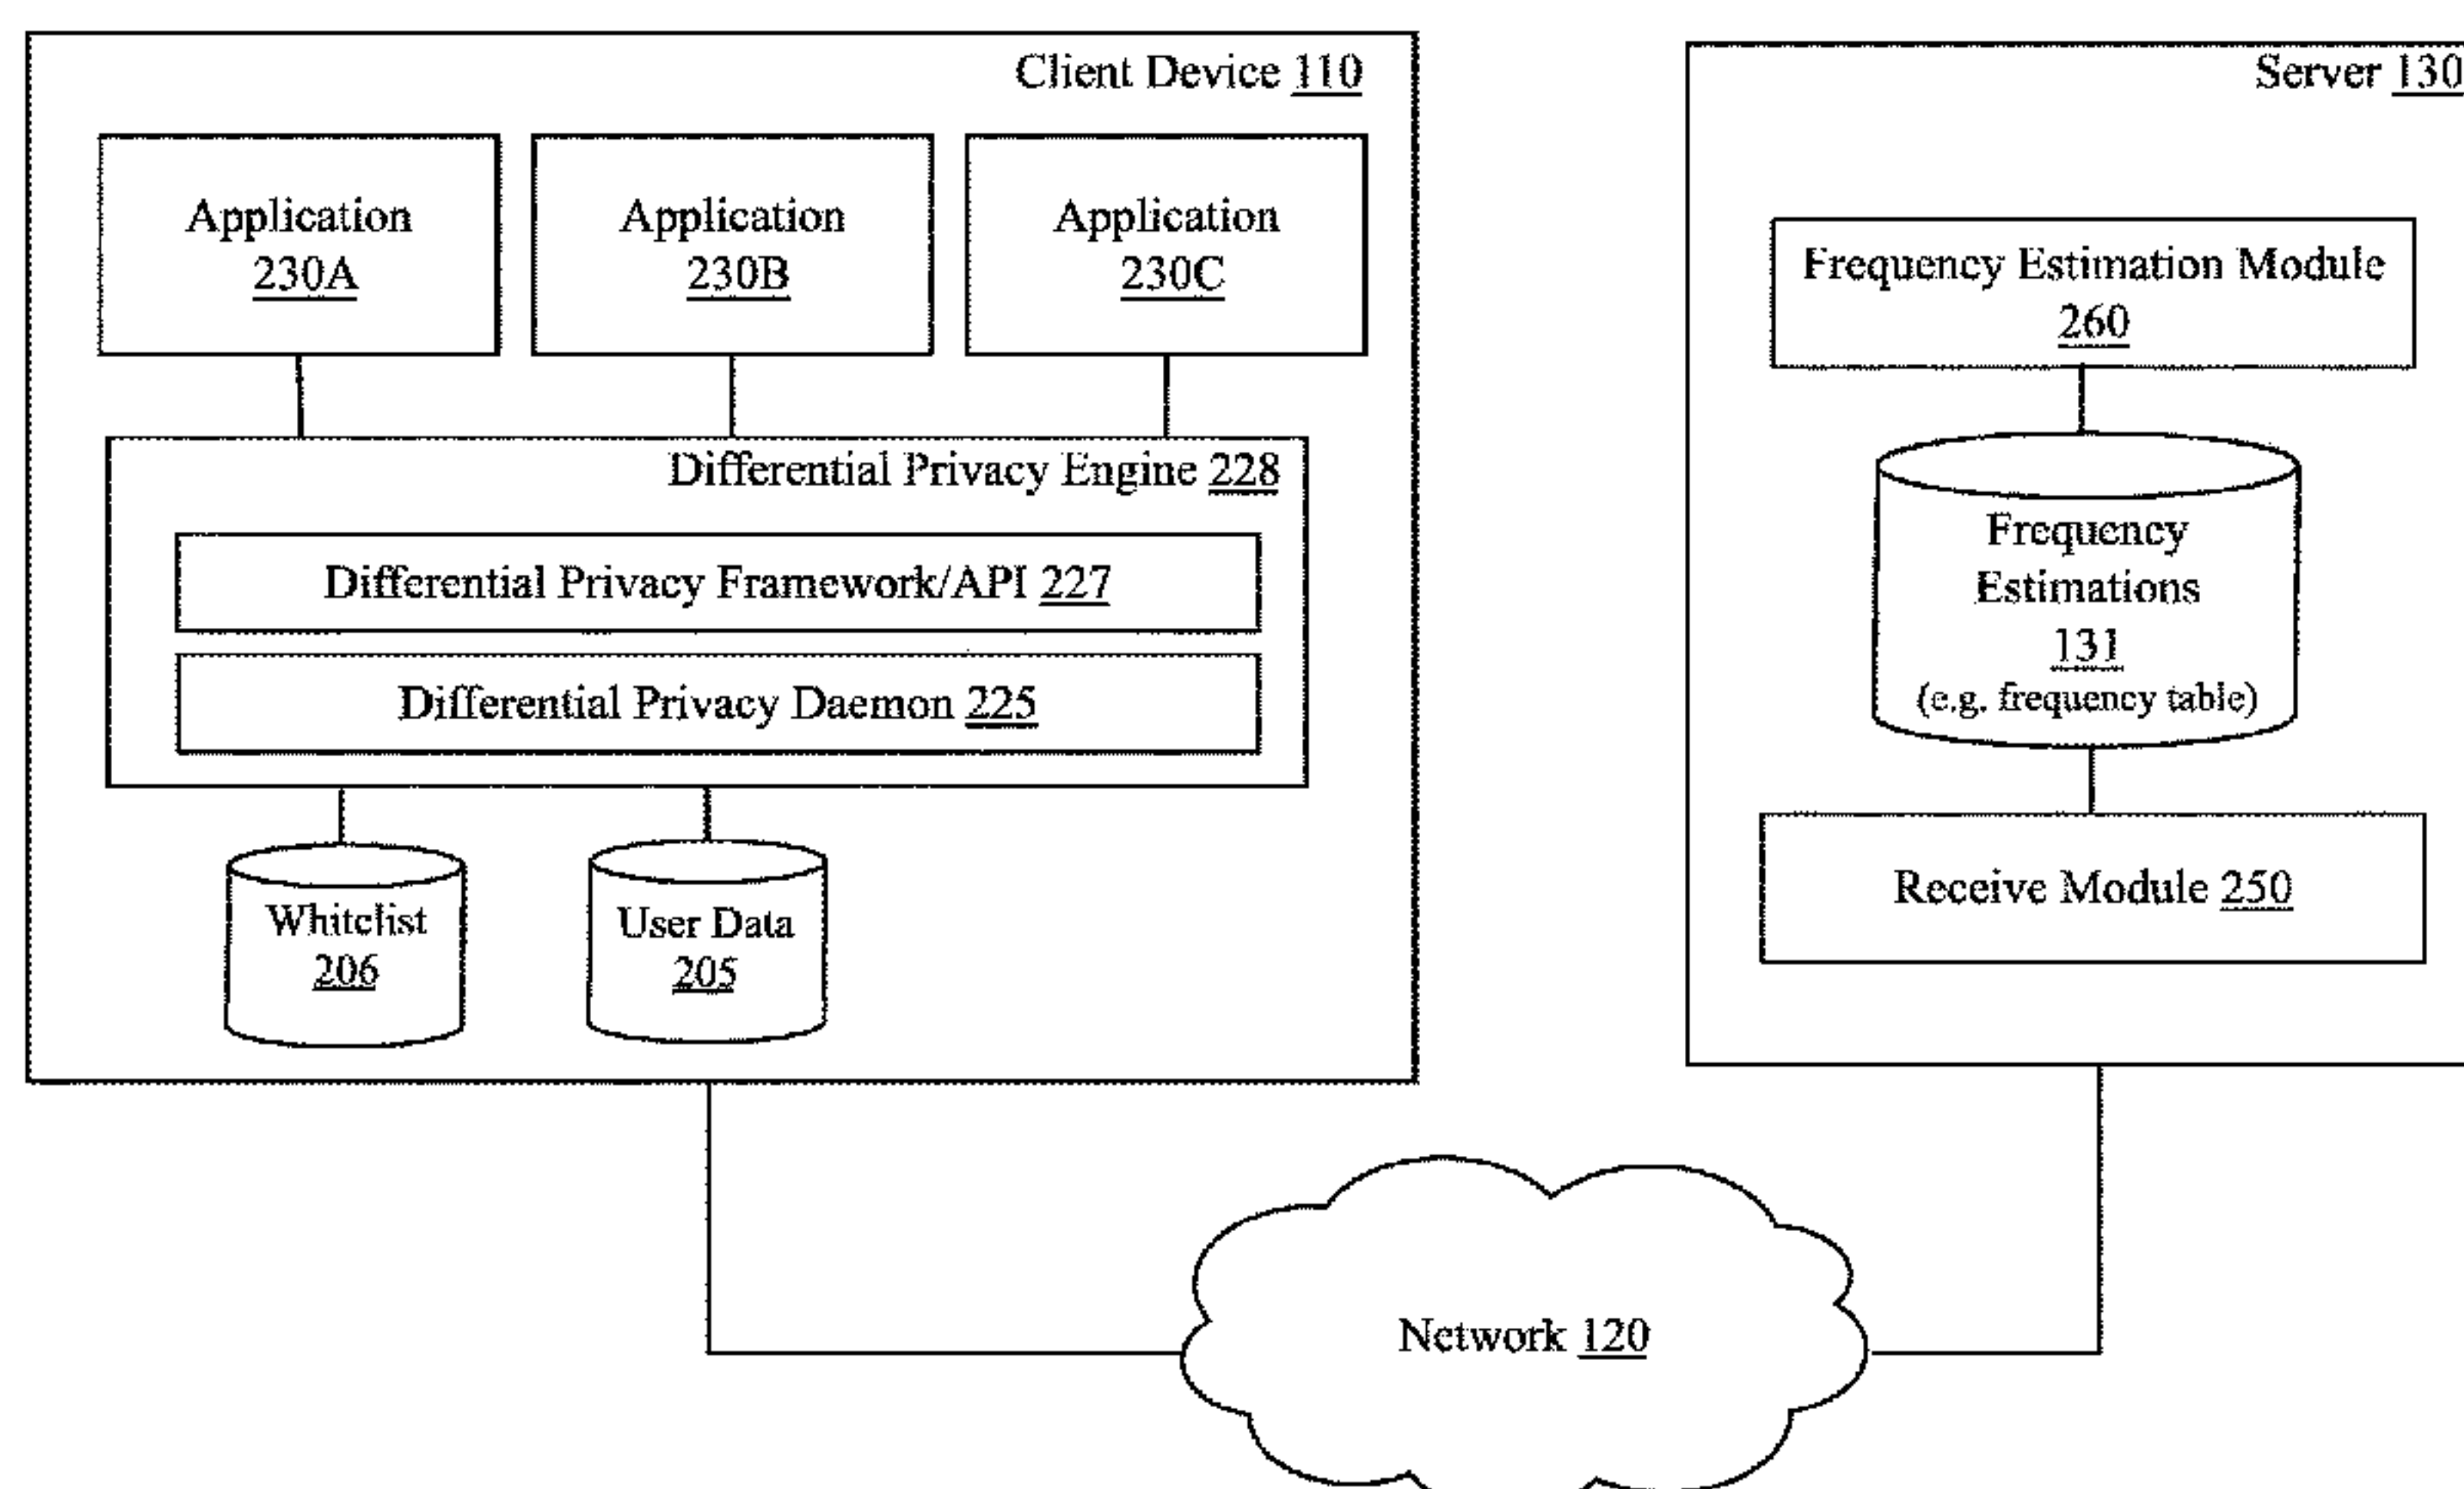 Client Device 110
Application
230A
Application
230B
Application
230C
Differential Privacy Engine 228
Differential Privacy Framework/API 227
Differential Privacy Daemon 225
Whitelist
206
User Data
205
Server 130
Frequency Estimation Module
260
Frequency
Estimations
131
(e.g. frequency table)
Receive Module 250
Network 120